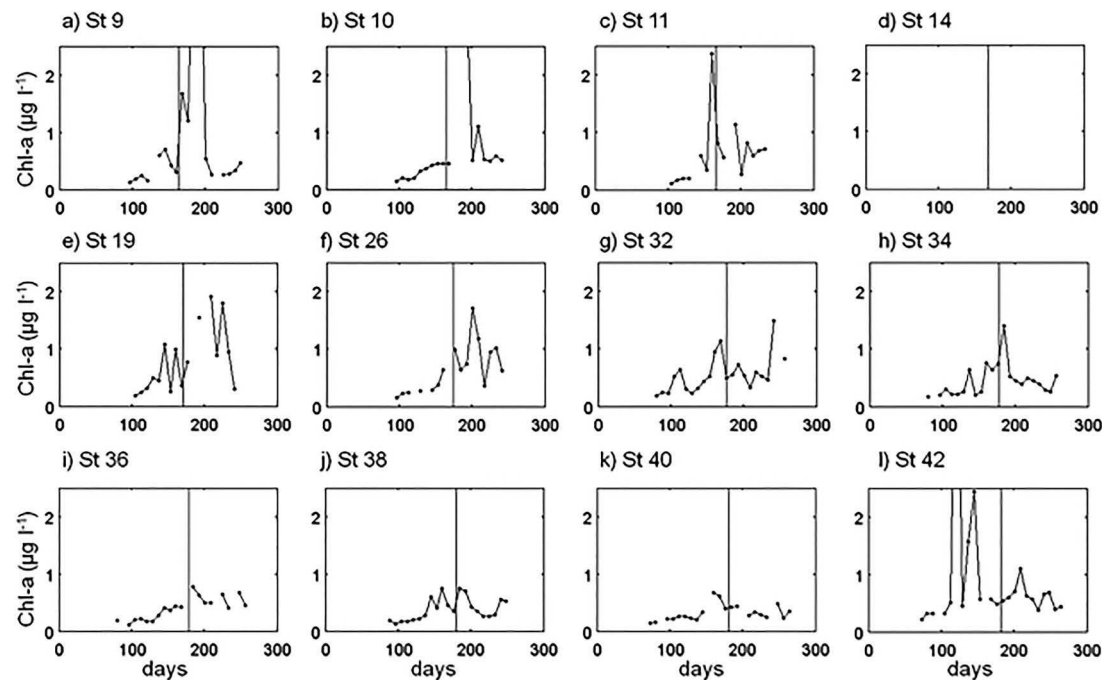 a) St 9 b) St 10 c) St 11 d) St 14
Chl-a (µg l⁻¹)
2 2 2 2
1 1 1 1
0 0 0 0
0 100 200 300 0 100 200 300 0 100 200 300 0 100 200 300
e) St 19 f) St 26 g) St 32 h) St 34
Chl-a (µg l⁻¹)
2 2 2 2
1 1 1 1
0 0 0 0
0 100 200 300 0 100 200 300 0 100 200 300 0 100 200 300
i) St 36 j) St 38 k) St 40 l) St 42
Chl-a (µg l⁻¹)
2 2 2 2
1 1 1 1
0 0 0 0
0 100 200 300 0 100 200 300 0 100 200 300 0 100 200 300
days days days days